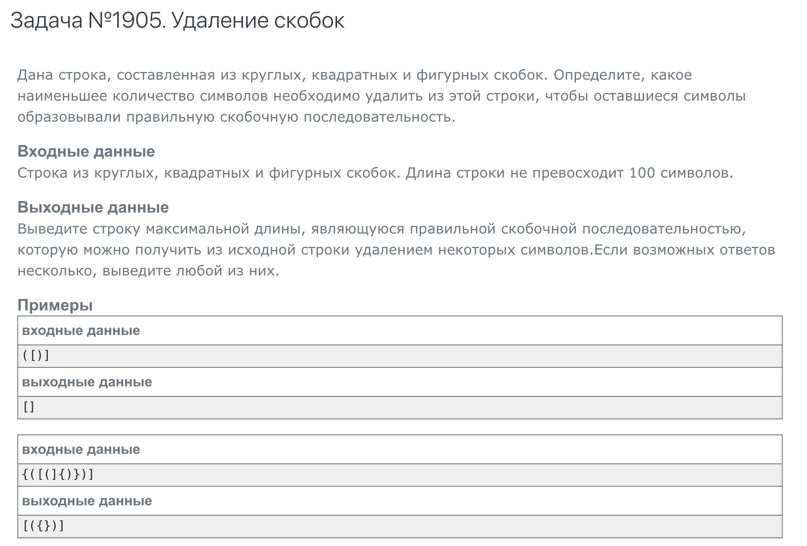 Задача №1905. Удаление скобок
Дана строка, составленная из круглых, квадратных и фигурных скобок. Определите, какое
наименьшее количество символов необходимо удалить из этой строки, чтобы оставшиеся символы
образовывали правильную скобочную последовательность.
Входные данные
Строка из круглых, квадратных и фигурных скобок. Длина строки не превосходит 100 символов.
Выходные данные
Выведите строку максимальной длины, являющуюся правильной скобочной последовательностью,
которую можно получить из исходной строки удалением некоторых символов.Если возможных ответов
несколько, выведите любой из них.
Примеры
входные данные
([)]
выходные данные
[]
входные данные
{([(]{)})]
выходные данные
[({})]